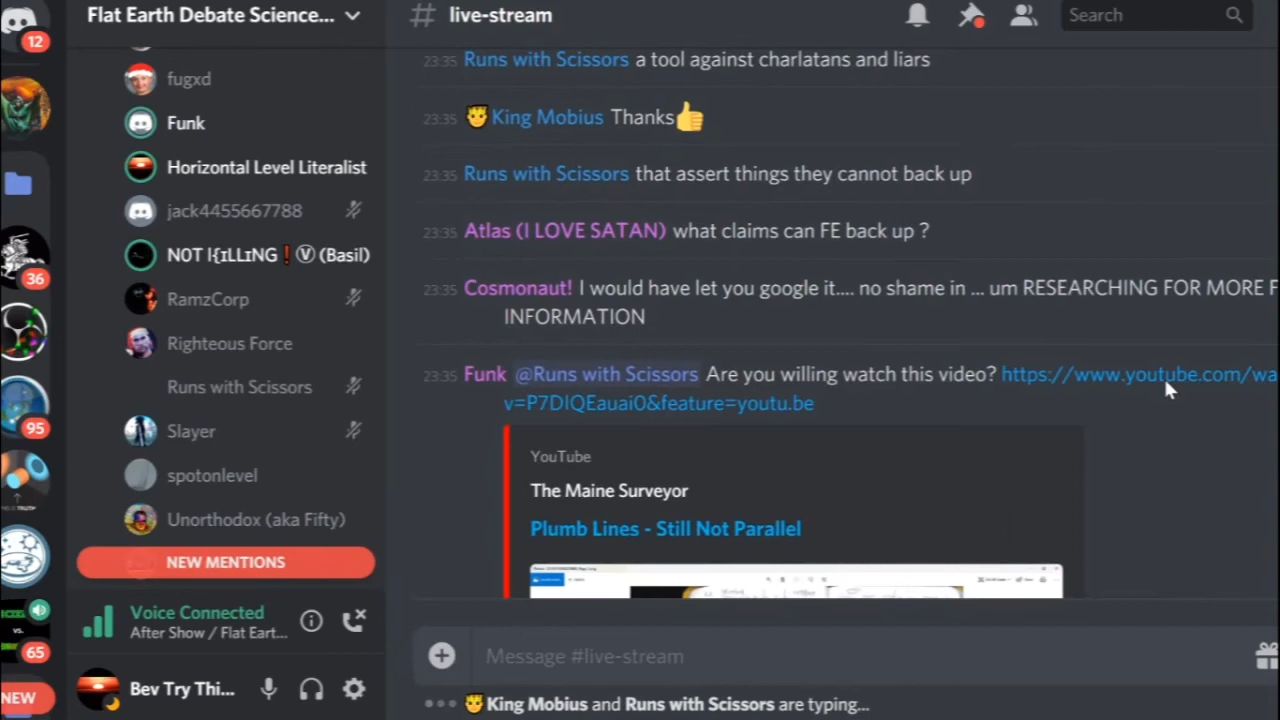 12
36
95
65
NEW
Flat Earth Debate Science...
fugxd
Funk
Horizontal Level Literalist
jack4455667788
N0T l{ɪLLɪNG❗Ⓥ (Basil)
RamzCorp
Righteous Force
Runs with Scissors
Slayer
spotonlevel
Unorthodox (aka Fifty)
NEW MENTIONS
Voice Connected
After Show / Flat Eart...
Bev Try Thi...
# live-stream
Search
23:35 Runs with Scissors a tool against charlatans and liars
23:35 King Mobius Thanks👍
23:35 Runs with Scissors that assert things they cannot back up
23:35 Atlas (I LOVE SATAN) what claims can FE back up ?
23:35 Cosmonaut! I would have let you google it.... no shame in ... um RESEARCHING FOR MORE F
INFORMATION
23:35 Funk @Runs with Scissors Are you willing watch this video? https://www.youtube.com/wa
v=P7DIQEauai0&feature=youtu.be
YouTube
The Maine Surveyor
Plumb Lines - Still Not Parallel
Message #live-stream
King Mobius and Runs with Scissors are typing...